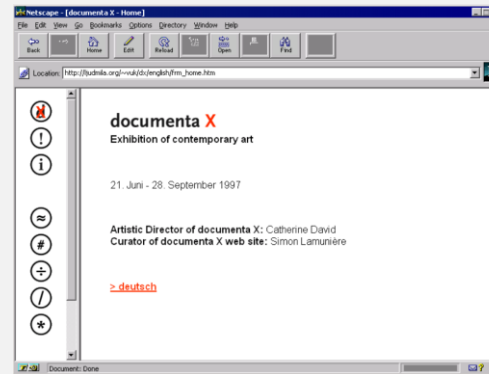 Netscape - [documenta X - Home]
File Edit View Go Bookmarks Options Directory Window Help
Back Home Edit Reload Open Find
Location: http://ljudmila.org/~vuk/dx/english/frm_home.htm
d
!
i
≈
#
÷
/
*
documenta X
Exhibition of contemporary art
21. Juni - 28. September 1997
Artistic Director of documenta X: Catherine David
Curator of documenta X web site: Simon Lamunière
> deutsch
Document: Done